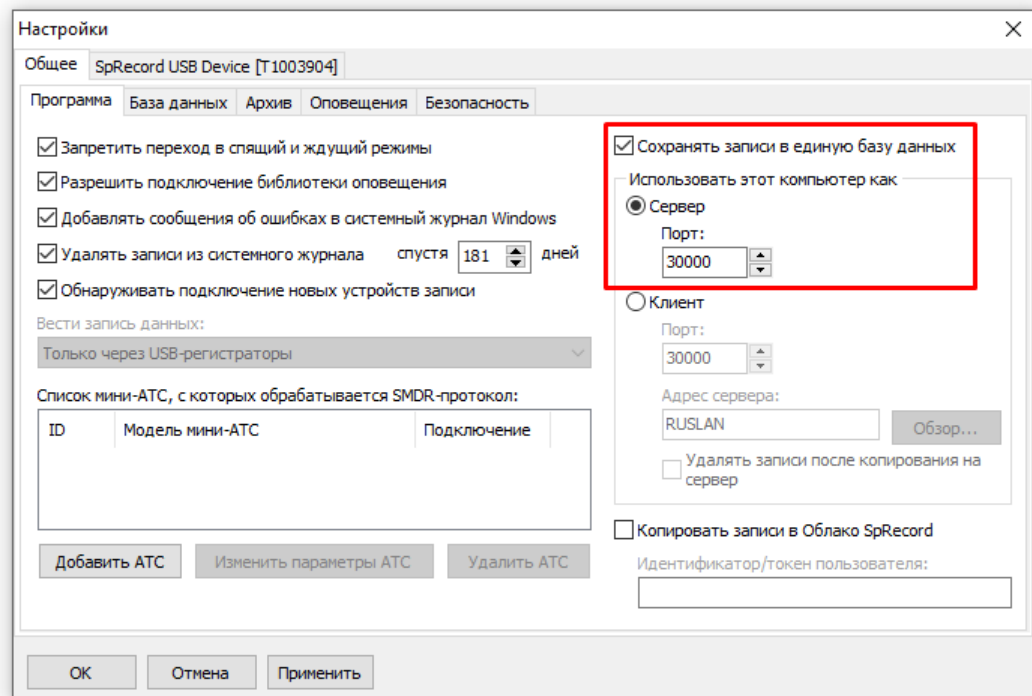 Настройки
Общее SpRecord USB Device [T1003904]
Программа База данных Архив Оповещения Безопасность
Запретить переход в спящий и ждущий режимы
Разрешить подключение библиотеки оповещения
Добавлять сообщения об ошибках в системный журнал Windows
Удалять записи из системного журнала спустя 181 дней
Обнаруживать подключение новых устройств записи
Вести запись данных:
Только через USB-регистраторы
Список мини-АТС, с которых обрабатывается SMDR-протокол:
ID Модель мини-АТС Подключение
Добавить АТС Изменить параметры АТС Удалить АТС
Сохранять записи в единую базу данных
Использовать этот компьютер как
Сервер
Порт:
30000
Клиент
Порт:
30000
Адрес сервера:
RUSLAN Обзор...
Удалять записи после копирования на
сервер
Копировать записи в Облако SpRecord
Идентификатор/токен пользователя:
ОК Отмена Применить